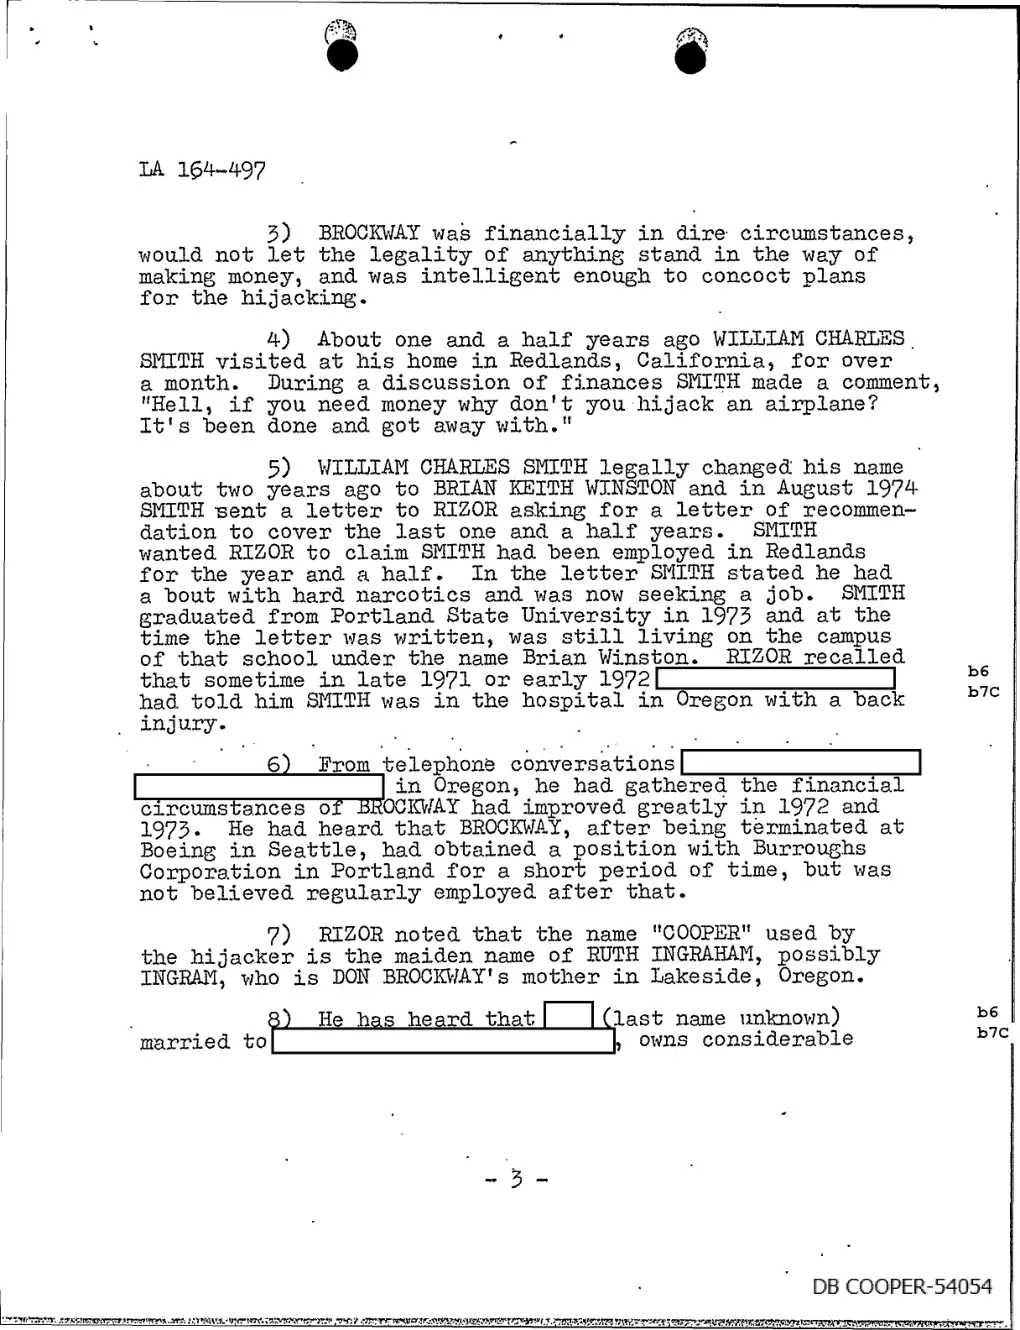 LA 164-497
3) BROCKWAY was financially in dire circumstances,
would not let the legality of anything stand in the way of
making money, and was intelligent enough to concoct plans
for the hijacking.
4) About one and a half years ago WILLIAM CHARLES
SMITH visited at his home in Redlands, California, for over
a month. During a discussion of finances SMITH made a comment,
"Hell, if you need money why don't you hijack an airplane?
It's been done and got away with."
5) WILLIAM CHARLES SMITH legally changed his name
about two years ago to BRIAN KEITH WINSTON and in August 1974
SMITH sent a letter to RIZOR asking for a letter of recommen-
dation to cover the last one and a half years. SMITH
wanted RIZOR to claim SMITH had been employed in Redlands
for the year and a half. In the letter SMITH stated he had
a bout with hard narcotics and was now seeking a job. SMITH
graduated from Portland State University in 1973 and at the
time the letter was written, was still living on the campus
of that school under the name Brian Winston. RIZOR recalled
that sometime in late 1971 or early 1972
b6
b7C
had told him SMITH was in the hospital in Oregon with a back
injury.
6) From telephone conversations
in Oregon, he had gathered the financial
circumstances of BROCKWAY had improved greatly in 1972 and
1973. He had heard that BROCKWAY, after being terminated at
Boeing in Seattle, had obtained a position with Burroughs
Corporation in Portland for a short period of time, but was
not believed regularly employed after that.
7) RIZOR noted that the name "COOPER" used by
the hijacker is the maiden name of RUTH INGRAHAM, possibly
INGRAM, who is DON BROCKWAY's mother in Lakeside, Oregon.
8) He has heard that (last name unknown)
married to , owns considerable
b6
b7C
- 3 -
DB COOPER-54054